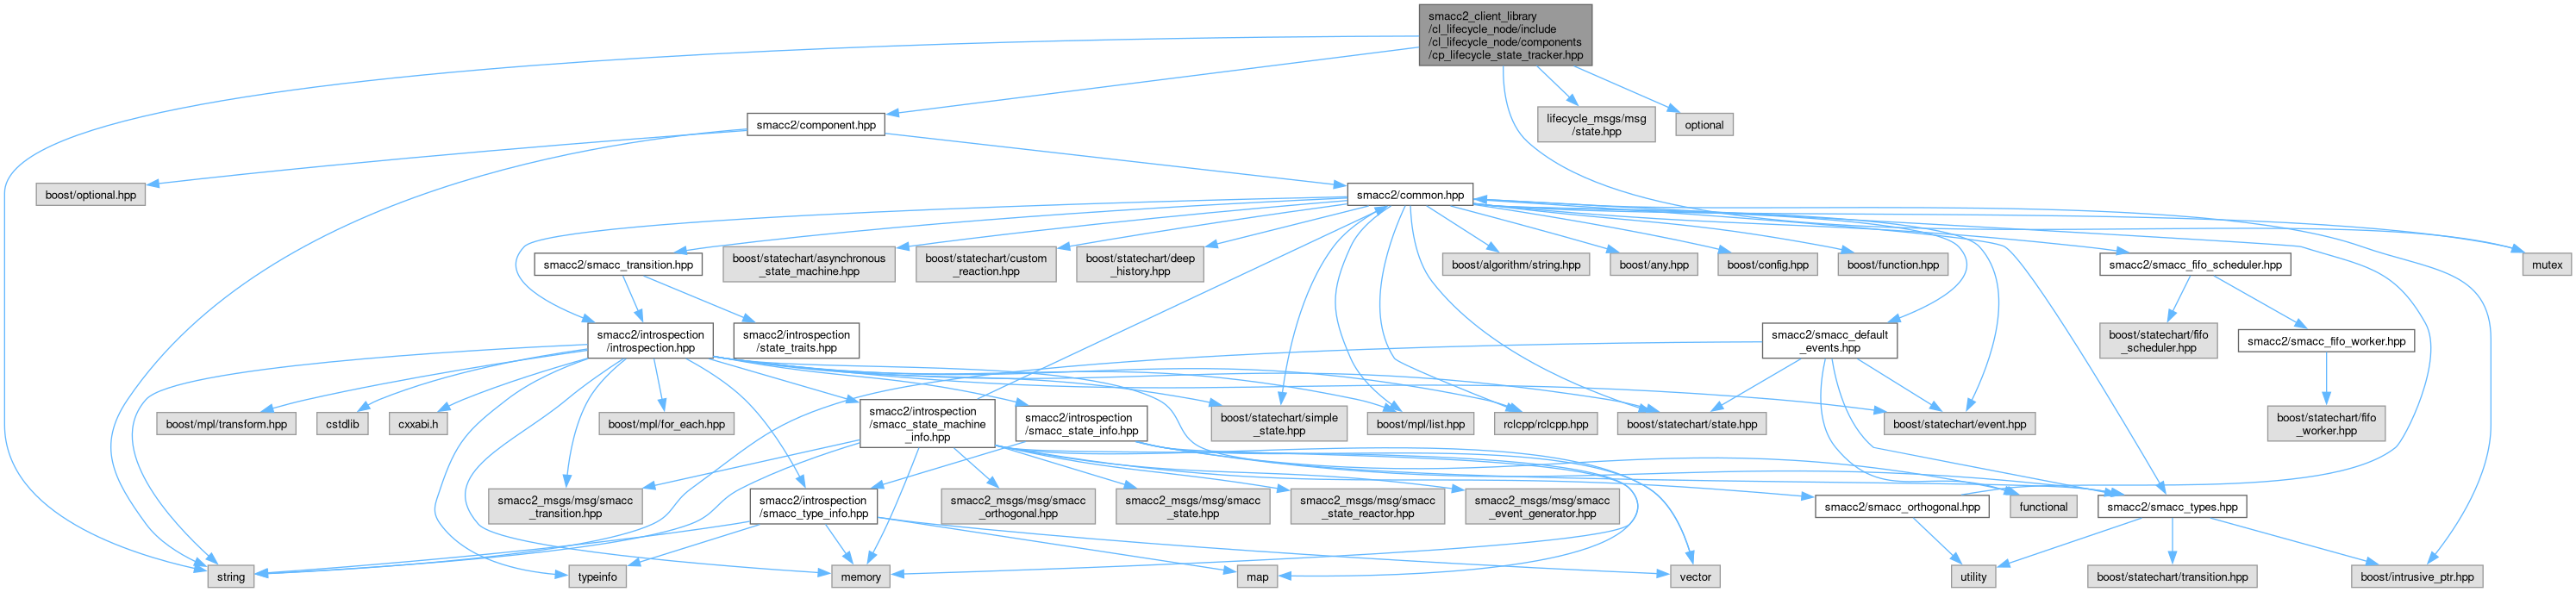 smacc2_client_library
/cl_lifecycle_node/include
/cl_lifecycle_node/components
/cp_lifecycle_state_tracker.hpp
smacc2/component.hpp
lifecycle_msgs/msg
/state.hpp
optional
boost/optional.hpp
smacc2/common.hpp
smacc2/smacc_transition.hpp
boost/statechart/asynchronous
_state_machine.hpp
boost/statechart/custom
_reaction.hpp
boost/statechart/deep
_history.hpp
boost/algorithm/string.hpp
boost/any.hpp
boost/config.hpp
boost/function.hpp
smacc2/smacc_fifo_scheduler.hpp
mutex
smacc2/introspection
/introspection.hpp
smacc2/introspection
/state_traits.hpp
smacc2/smacc_default
_events.hpp
boost/statechart/fifo
_scheduler.hpp
smacc2/smacc_fifo_worker.hpp
boost/mpl/transform.hpp
cstdlib
cxxabi.h
boost/mpl/for_each.hpp
smacc2/introspection
/smacc_state_machine
_info.hpp
smacc2/introspection
/smacc_state_info.hpp
boost/statechart/simple
_state.hpp
boost/mpl/list.hpp
rclcpp/rclcpp.hpp
boost/statechart/state.hpp
boost/statechart/event.hpp
boost/statechart/fifo
_worker.hpp
smacc2_msgs/msg/smacc
_transition.hpp
smacc2/introspection
/smacc_type_info.hpp
smacc2_msgs/msg/smacc
_orthogonal.hpp
smacc2_msgs/msg/smacc
_state.hpp
smacc2_msgs/msg/smacc
_state_reactor.hpp
smacc2_msgs/msg/smacc
_event_generator.hpp
smacc2/smacc_orthogonal.hpp
functional
smacc2/smacc_types.hpp
string
typeinfo
memory
map
vector
utility
boost/statechart/transition.hpp
boost/intrusive_ptr.hpp